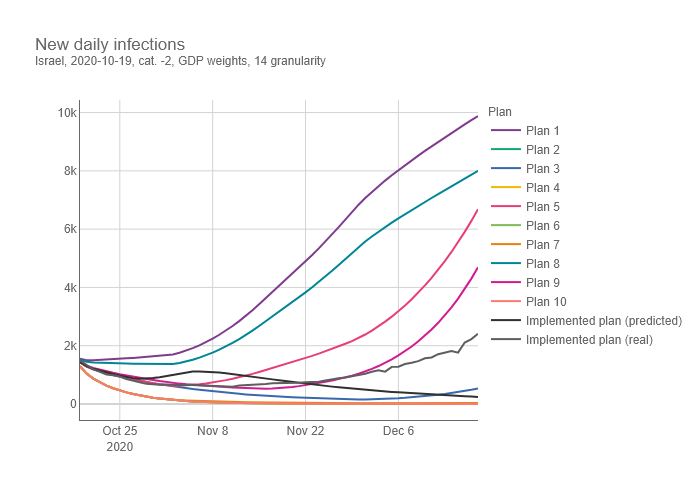 New daily infections
Israel, 2020-10-19, cat. -2, GDP weights, 14 granularity
10k
8k
6k
4k
2k
0
Oct 25
2020
Nov 8
Nov 22
Dec 6
Plan
Plan 1
Plan 2
Plan 3
Plan 4
Plan 5
Plan 6
Plan 7
Plan 8
Plan 9
Plan 10
Implemented plan (predicted)
Implemented plan (real)